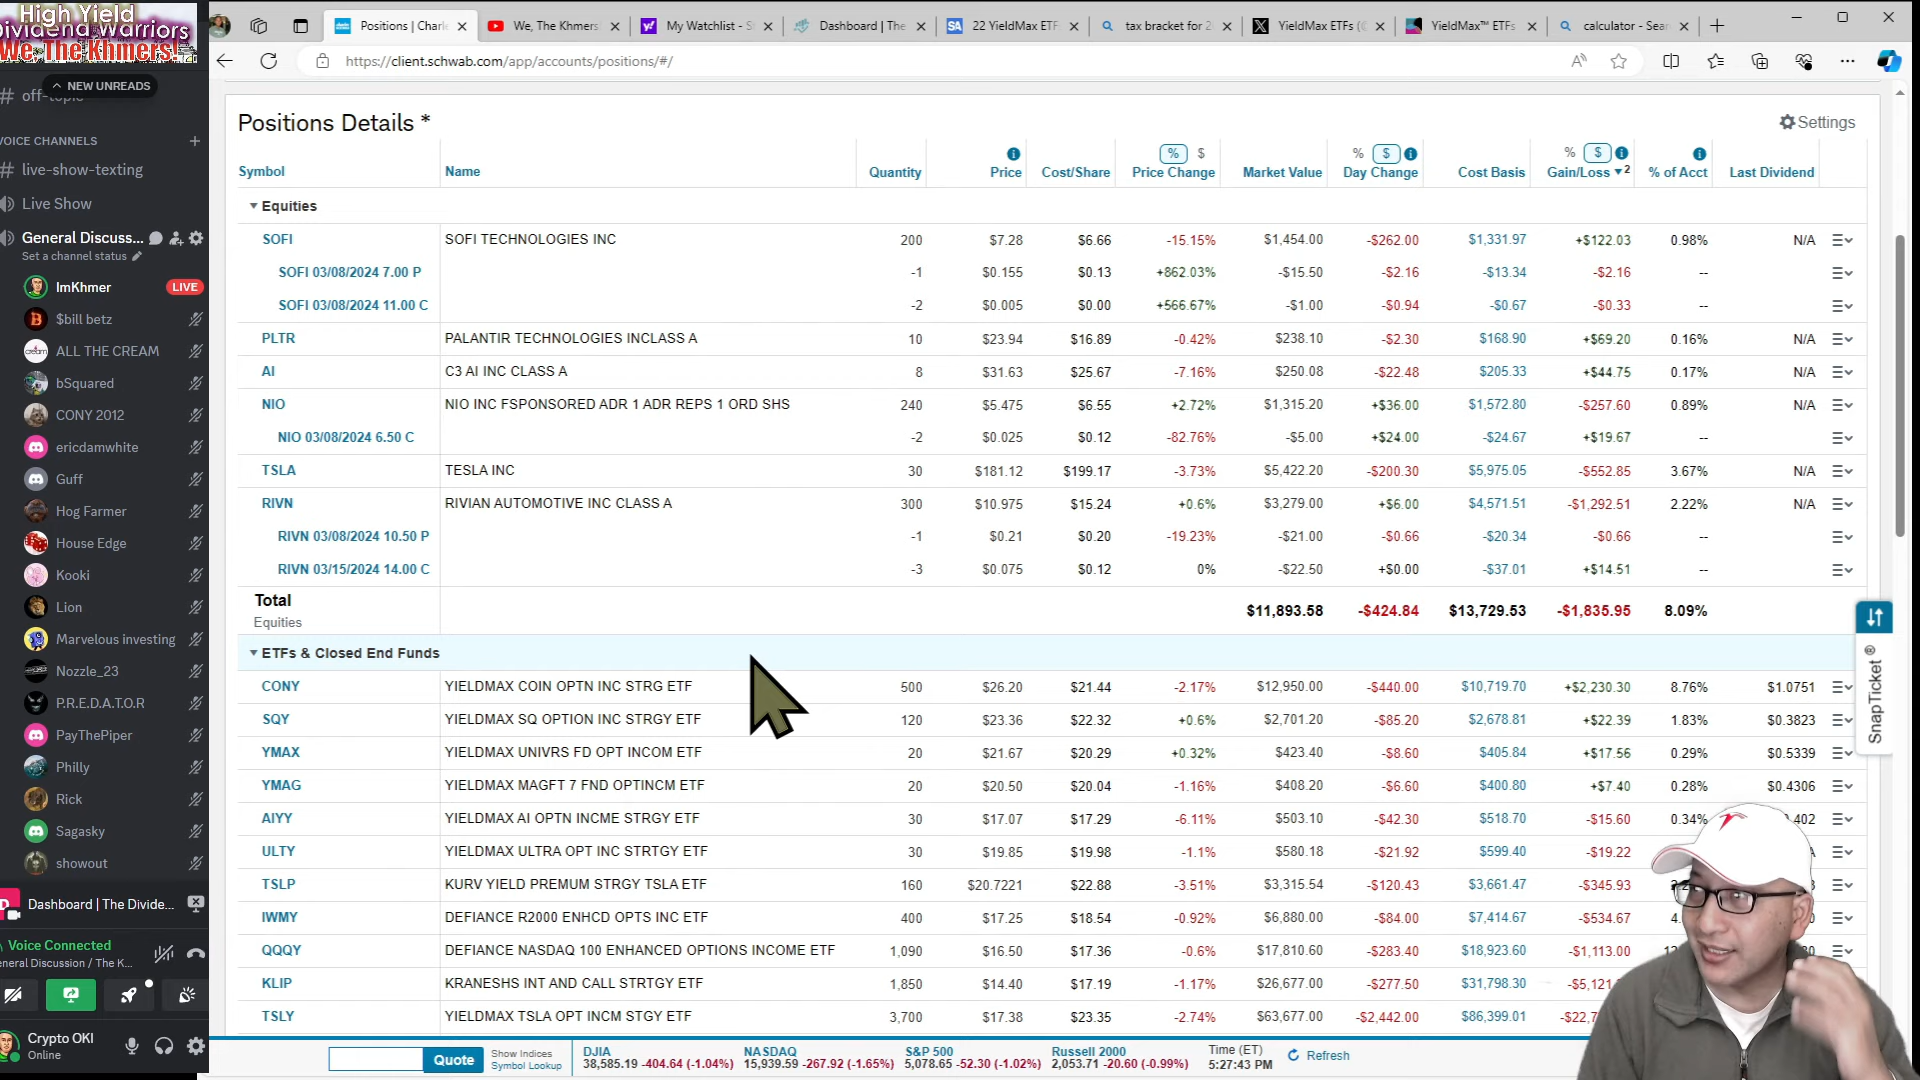 High Yield
Dividend Warriors
We, The Khmers!
NEW UNREADS
# off-topic
VOICE CHANNELS
# live-show-texting
Live Show
General Discuss...
Set a channel status
ImKhmer LIVE
$bill betz
ALL THE CREAM
bSquared
CONY 2012
ericdamwhite
Guff
Hog Farmer
House Edge
Kooki
Lion
Marvelous investing
Nozzle_23
P.R.E.D.A.T.O.R
PayThePiper
Philly
Rick
Sagasky
showout
Dashboard | The Divide...
Voice Connected
eneral Discussion / The K...
Crypto OKI
Online
Positions | Charle
We, The Khmers
My Watchlist - S
Dashboard | The
22 YieldMax ETF
tax bracket for 2
YieldMax ETFs (
YieldMax™ ETFs
calculator - Sear
https://client.schwab.com/app/accounts/positions/#/
Positions Details *
Settings
% $ % $ % $
Symbol Name Quantity Price Cost/Share Price Change Market Value Day Change Cost Basis Gain/Loss 2 % of Acct Last Dividend
Equities
SOFI SOFI TECHNOLOGIES INC 200 $7.28 $6.66 -15.15% $1,454.00 -$262.00 $1,331.97 +$122.03 0.98% N/A
SOFI 03/08/2024 7.00 P -1 $0.155 $0.13 +862.03% -$15.50 -$2.16 -$13.34 -$2.16 --
SOFI 03/08/2024 11.00 C -2 $0.005 $0.00 +566.67% -$1.00 -$0.94 -$0.67 -$0.33 --
PLTR PALANTIR TECHNOLOGIES INCLASS A 10 $23.94 $16.89 -0.42% $238.10 -$2.30 $168.90 +$69.20 0.16% N/A
AI C3 AI INC CLASS A 8 $31.63 $25.67 -7.16% $250.08 -$22.48 $205.33 +$44.75 0.17% N/A
NIO NIO INC FSPONSORED ADR 1 ADR REPS 1 ORD SHS 240 $5.475 $6.55 +2.72% $1,315.20 +$36.00 $1,572.80 -$257.60 0.89% N/A
NIO 03/08/2024 6.50 C -2 $0.025 $0.12 -82.76% -$5.00 +$24.00 -$24.67 +$19.67 --
TSLA TESLA INC 30 $181.12 $199.17 -3.73% $5,422.20 -$200.30 $5,975.05 -$552.85 3.67% N/A
RIVN RIVIAN AUTOMOTIVE INC CLASS A 300 $10.975 $15.24 +0.6% $3,279.00 +$6.00 $4,571.51 -$1,292.51 2.22% N/A
RIVN 03/08/2024 10.50 P -1 $0.21 $0.20 -19.23% -$21.00 -$0.66 -$20.34 -$0.66 --
RIVN 03/15/2024 14.00 C -3 $0.075 $0.12 0% -$22.50 +$0.00 -$37.01 +$14.51 --
Total $11,893.58 -$424.84 $13,729.53 -$1,835.95 8.09%
Equities
ETFs & Closed End Funds
CONY YIELDMAX COIN OPTN INC STRG ETF 500 $26.20 $21.44 -2.17% $12,950.00 -$440.00 $10,719.70 +$2,230.30 8.76% $1.0751
SQY YIELDMAX SQ OPTION INC STRGY ETF 120 $23.36 $22.32 +0.6% $2,701.20 -$85.20 $2,678.81 +$22.39 1.83% $0.3823
YMAX YIELDMAX UNIVRS FD OPT INCOM ETF 20 $21.67 $20.29 +0.32% $423.40 -$8.60 $405.84 +$17.56 0.29% $0.5339
YMAG YIELDMAX MAGFT 7 FND OPTINCM ETF 20 $20.50 $20.04 -1.16% $408.20 -$6.60 $400.80 +$7.40 0.28% $0.4306
AIYY YIELDMAX AI OPTN INCME STRGY ETF 30 $17.07 $17.29 -6.11% $503.10 -$42.30 $518.70 -$15.60 0.34% .402
ULTY YIELDMAX ULTRA OPT INC STRTGY ETF 30 $19.85 $19.98 -1.1% $580.18 -$21.92 $599.40 -$19.22
TSLP KURV YIELD PREMUM STRGY TSLA ETF 160 $20.7221 $22.88 -3.51% $3,315.54 -$120.43 $3,661.47 -$345.93
IWMY DEFIANCE R2000 ENHCD OPTS INC ETF 400 $17.25 $18.54 -0.92% $6,880.00 -$84.00 $7,414.67 -$534.67
QQQY DEFIANCE NASDAQ 100 ENHANCED OPTIONS INCOME ETF 1,090 $16.50 $17.36 -0.6% $17,810.60 -$283.40 $18,923.60 -$1,113.00
KLIP KRANESHS INT AND CALL STRTGY ETF 1,850 $14.40 $17.19 -1.17% $26,677.00 -$277.50 $31,798.30 -$5,121
TSLY YIELDMAX TSLA OPT INCM STGY ETF 3,700 $17.38 $23.35 -2.74% $63,677.00 -$2,442.00 $86,399.01 -$22,7
SnapTicket ®
Quote
Show Indices
Symbol Lookup
DJIA
38,585.19 -404.64 (-1.04%)
NASDAQ
15,939.59 -267.92 (-1.65%)
S&P 500
5,078.65 -52.30 (-1.02%)
Russell 2000
2,053.71 -20.60 (-0.99%)
Time (ET)
5:27:43 PM
Refresh